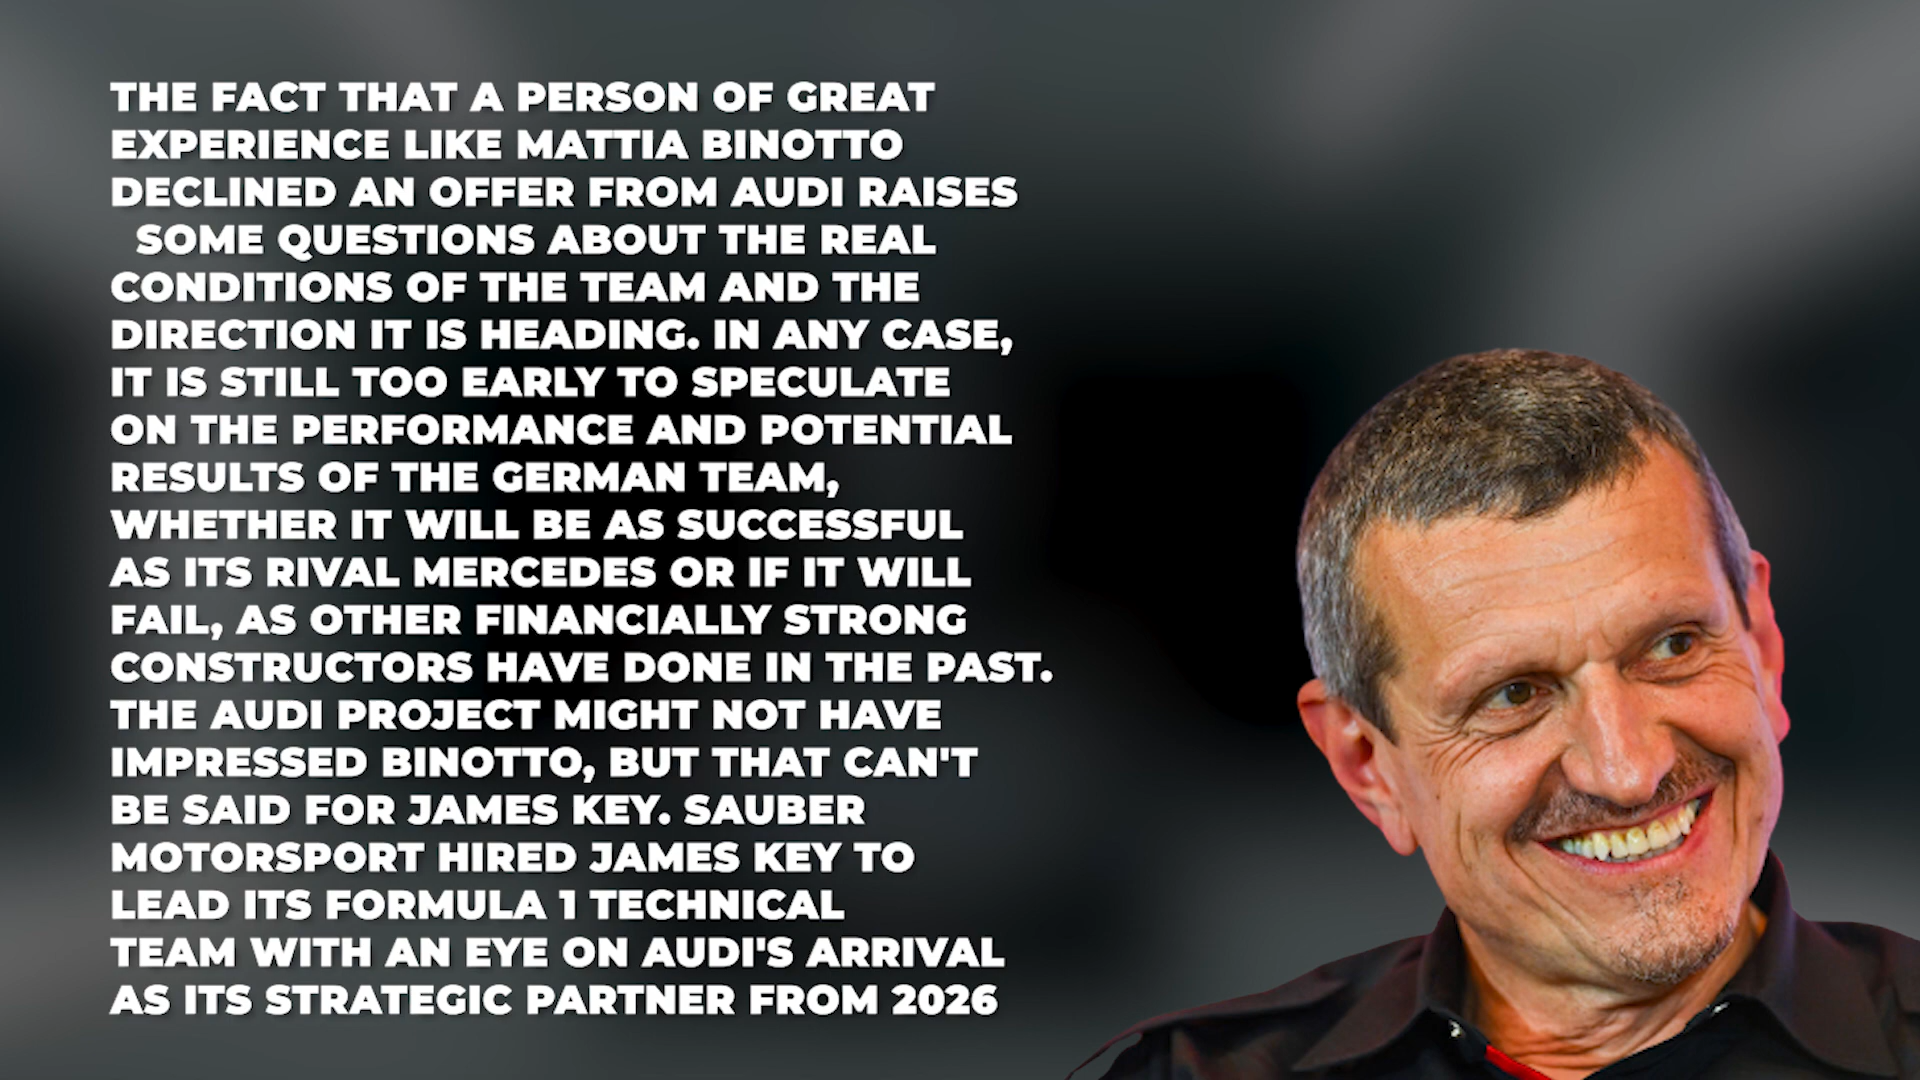 THE FACT THAT A PERSON OF GREAT
EXPERIENCE LIKE MATTIA BINOTTO
DECLINED AN OFFER FROM AUDI RAISES
SOME QUESTIONS ABOUT THE REAL
CONDITIONS OF THE TEAM AND THE
DIRECTION IT IS HEADING. IN ANY CASE,
IT IS STILL TOO EARLY TO SPECULATE
ON THE PERFORMANCE AND POTENTIAL
RESULTS OF THE GERMAN TEAM,
WHETHER IT WILL BE AS SUCCESSFUL
AS ITS RIVAL MERCEDES OR IF IT WILL
FAIL, AS OTHER FINANCIALLY STRONG
CONSTRUCTORS HAVE DONE IN THE PAST.
THE AUDI PROJECT MIGHT NOT HAVE
IMPRESSED BINOTTO, BUT THAT CAN'T
BE SAID FOR JAMES KEY. SAUBER
MOTORSPORT HIRED JAMES KEY TO
LEAD ITS FORMULA 1 TECHNICAL
TEAM WITH AN EYE ON AUDI'S ARRIVAL
AS ITS STRATEGIC PARTNER FROM 2026